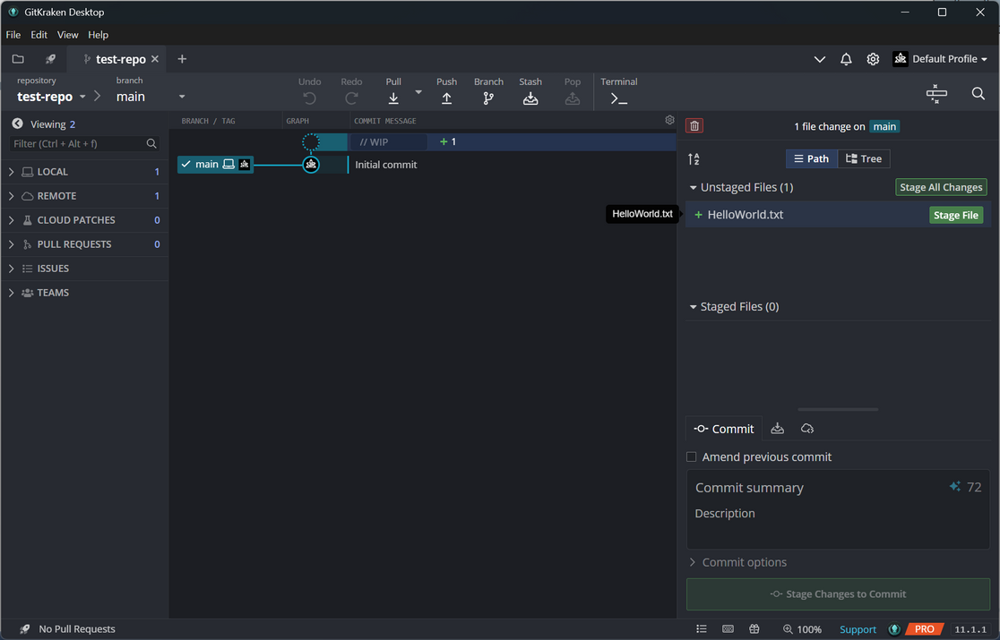 GitKraken Desktop
File Edit View Help
test-repo
Default Profile
repository
test-repo
branch
main
Undo
Redo
Pull
Push
Branch
Stash
Pop
Terminal
Viewing 2
Filter (Ctrl + Alt + f)
LOCAL 1
REMOTE 1
CLOUD PATCHES 0
PULL REQUESTS 0
ISSUES
TEAMS
BRANCH / TAG GRAPH COMMIT MESSAGE
// WIP + 1
main Initial commit
HelloWorld.txt
1 file change on main
Path Tree
Unstaged Files (1) Stage All Changes
+ HelloWorld.txt Stage File
Staged Files (0)
Commit
Amend previous commit
Commit summary 72
Description
Commit options
Stage Changes to Commit
No Pull Requests
100% Support PRO 11.1.1